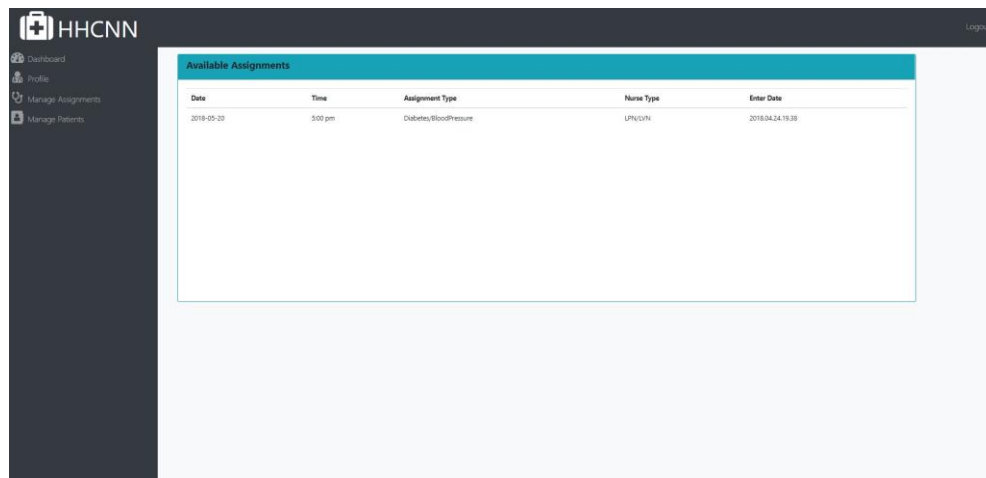 HHCNN
Logou
Dashboard
Profile
Manage Assignments
Manage Patients
Available Assignments
Date Time Assignment Type Nurse Type Enter Date
2018-05-20 5:00 pm Diabetes/BloodPressure LPN/LVN 2018.04.24.19.38